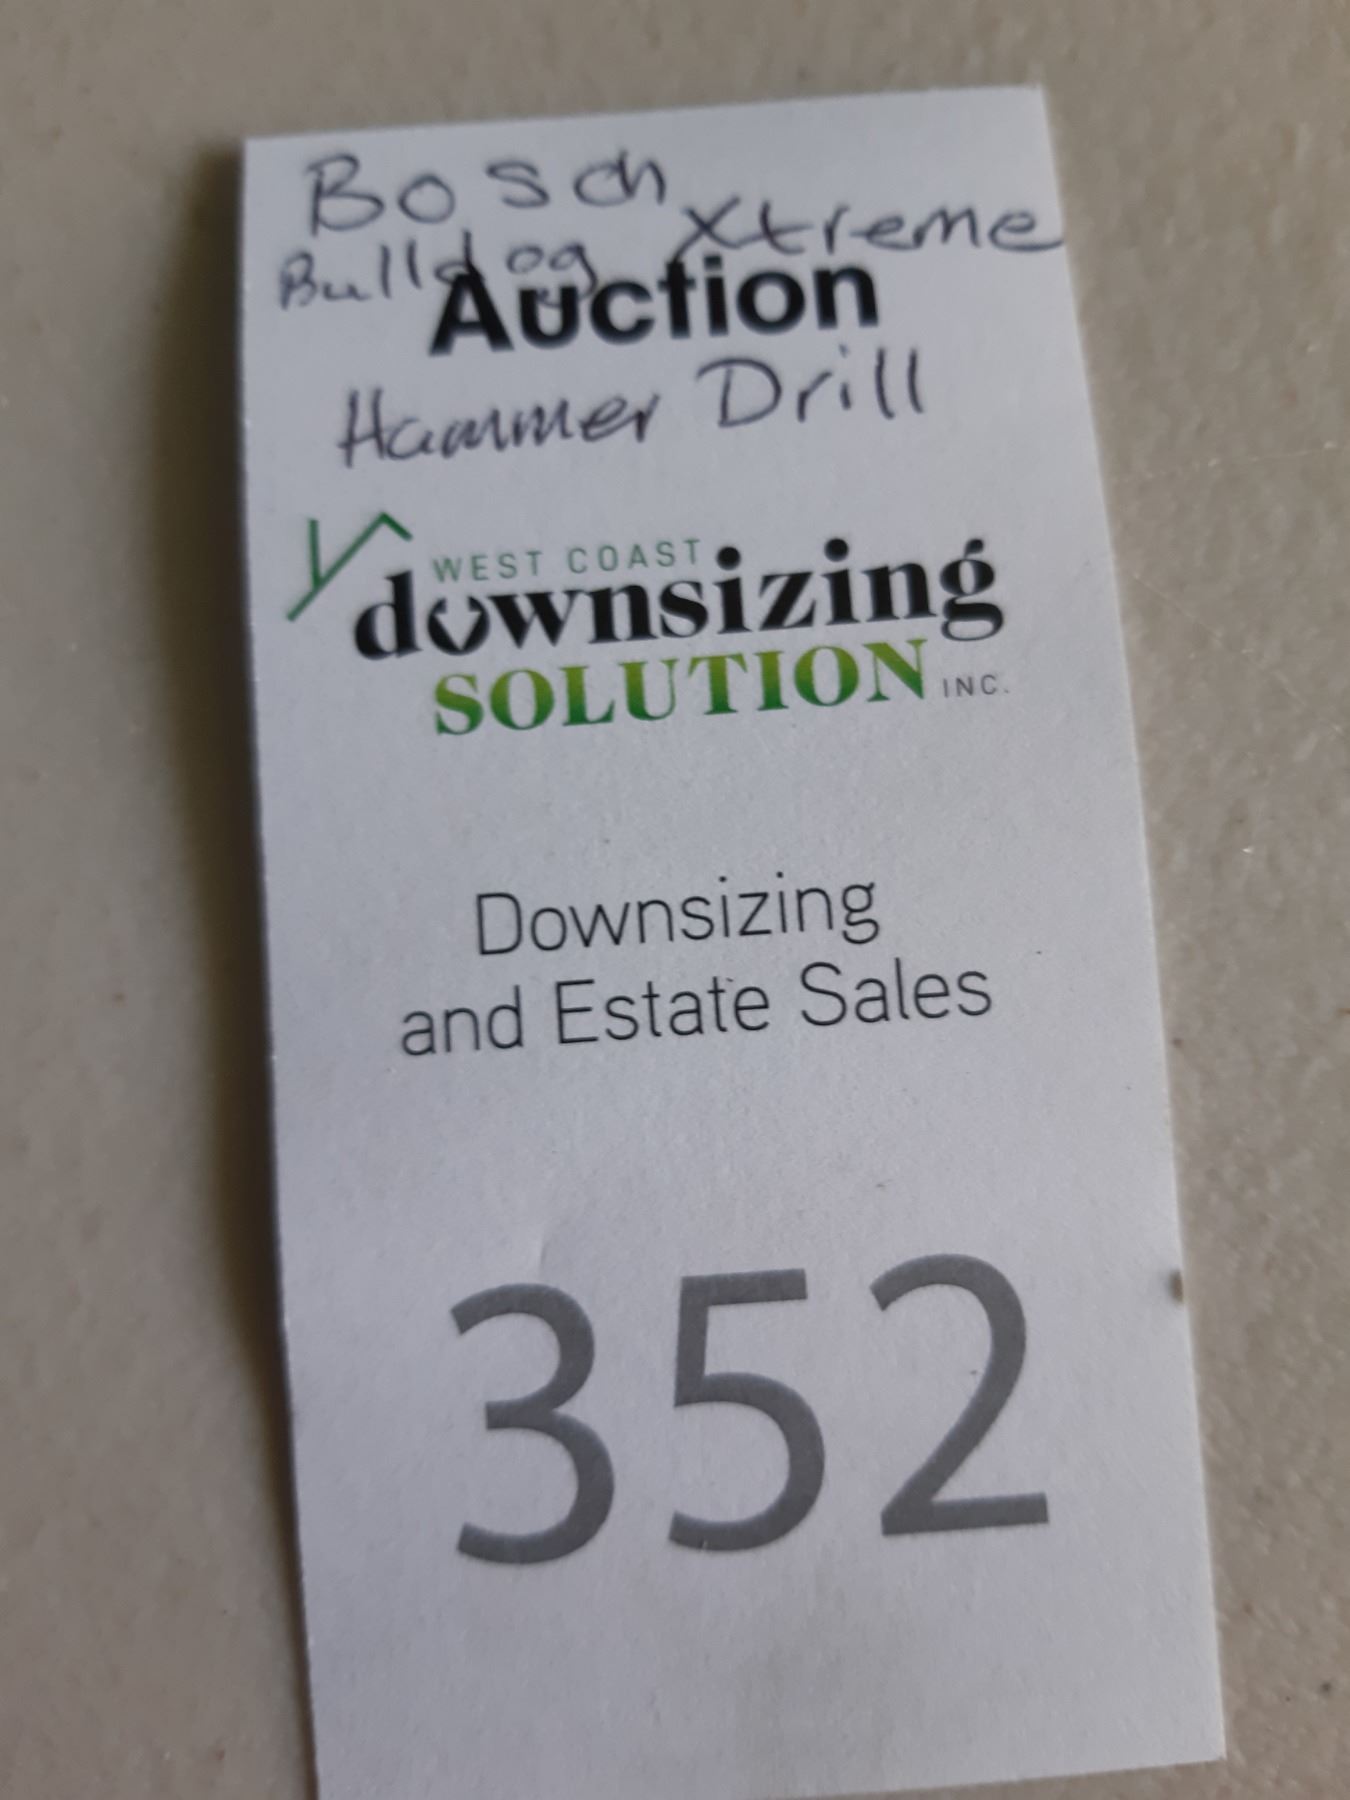 Bosch
Bulldog Xtreme
Auction
Hammer Drill
WEST COAST
downsizing
SOLUTION INC.
Downsizing
and Estate Sales
352